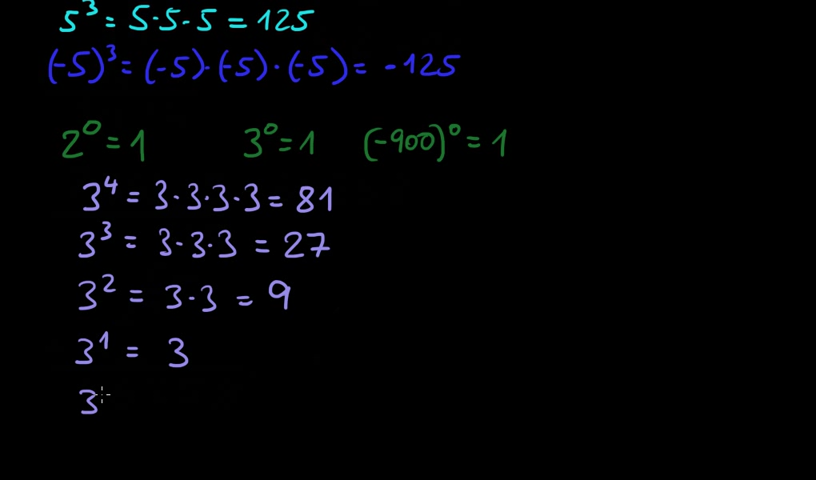 5³ = 5·5·5 = 125
(-5)³ = (-5)·(-5)·(-5) = -125
2⁰ = 1 3⁰ = 1 (-900)⁰ = 1
3⁴ = 3·3·3·3 = 81
3³ = 3·3·3 = 27
3² = 3·3 = 9
3¹ = 3
3